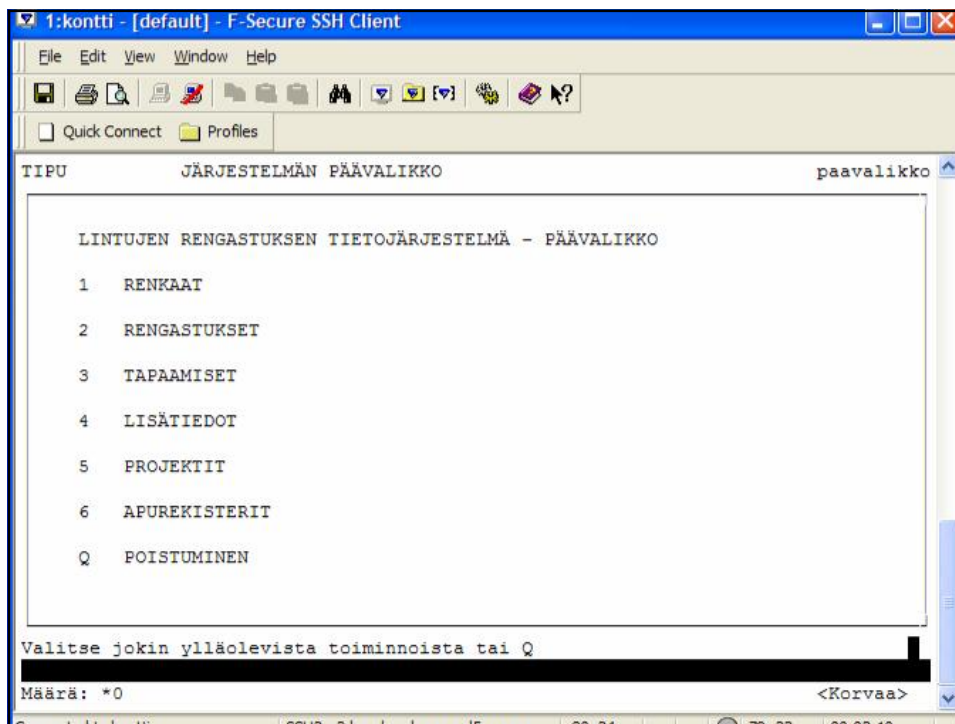 1:kontti - [default] - F-Secure SSH Client
File Edit View Window Help
Quick Connect Profiles
TIPU JÄRJESTELMÄN PÄÄVALIKKO paavalikko
LINTUJEN RENGASTUKSEN TIETOJÄRJESTELMÄ - PÄÄVALIKKO
1 RENKAAT
2 RENGASTUKSET
3 TAPAAMISET
4 LISÄTIEDOT
5 PROJEKTIT
6 APUREKISTERIT
Q POISTUMINEN
Valitse jokin ylläolevista toiminnoista tai Q
Määrä: *0 <Korvaa>